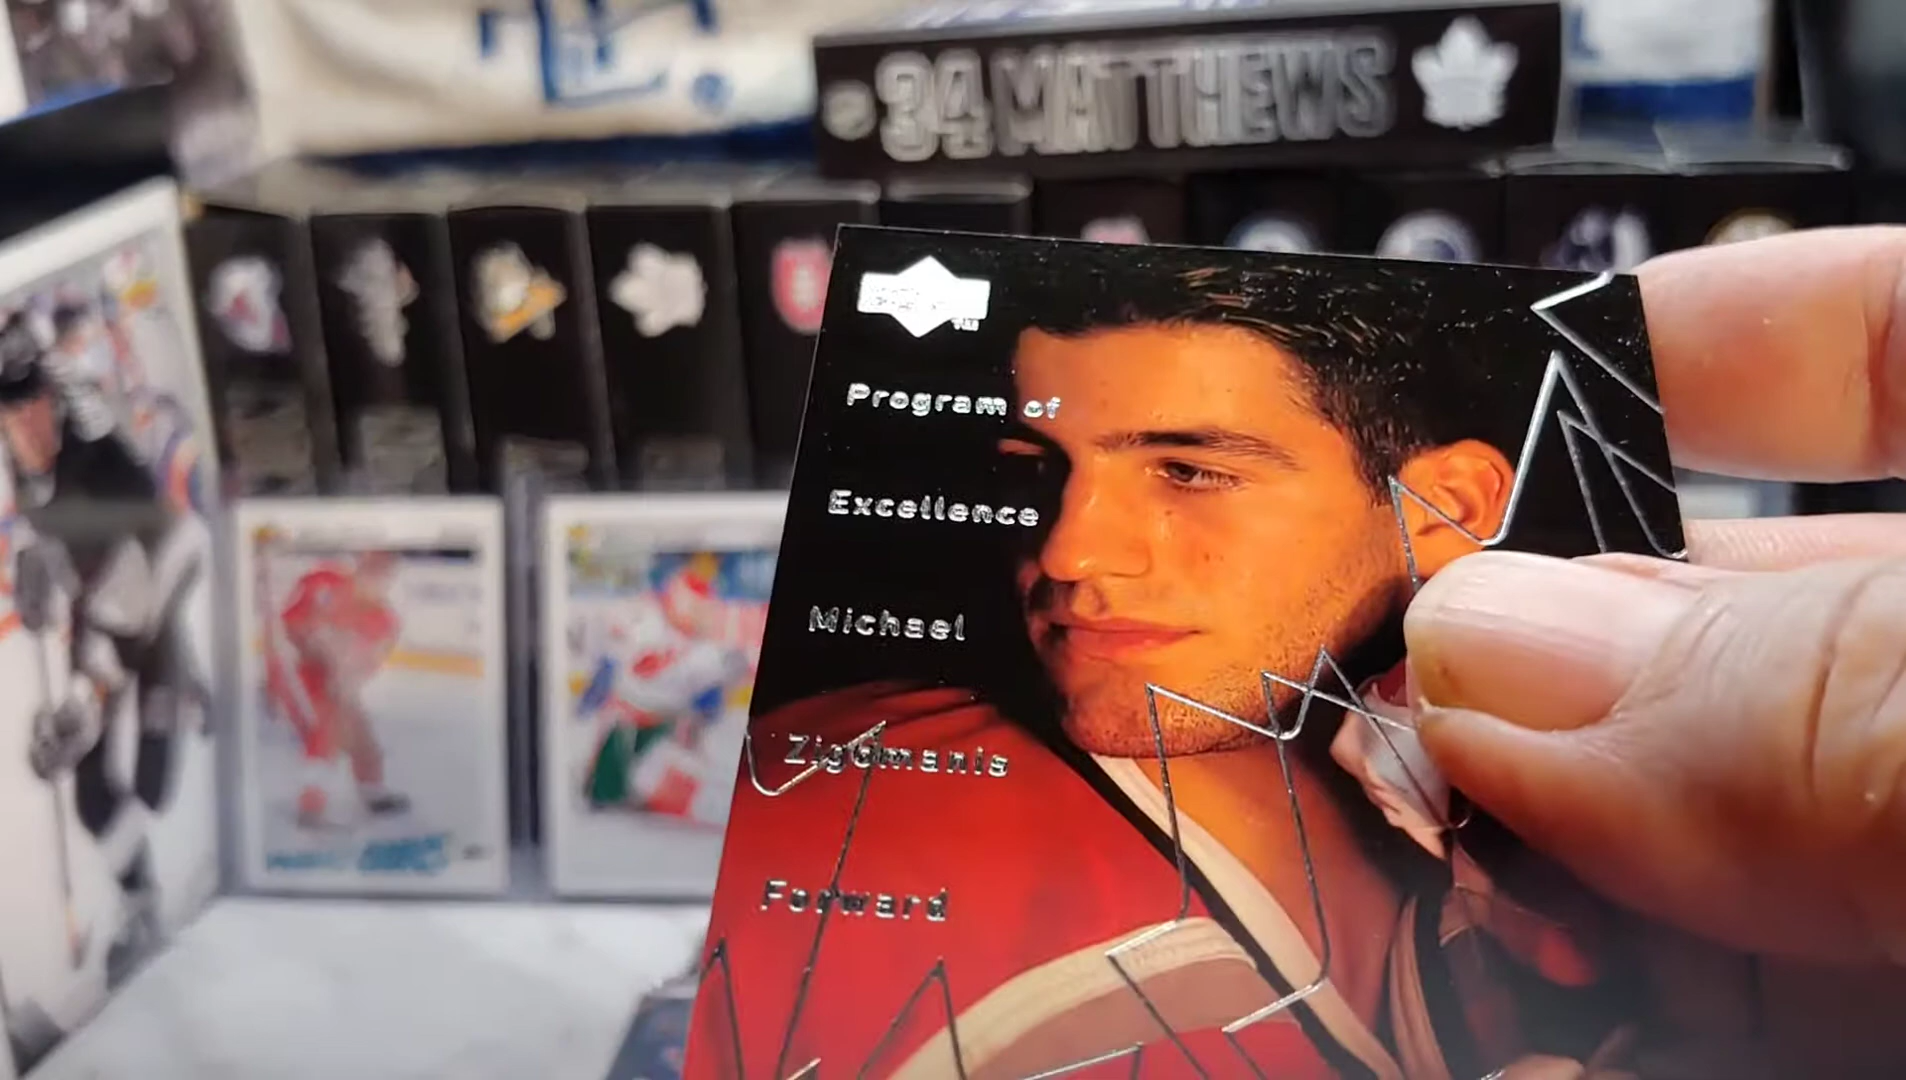 34 MATTHEWS
Program of
Excellence
Michael
Zigomanis
Forward